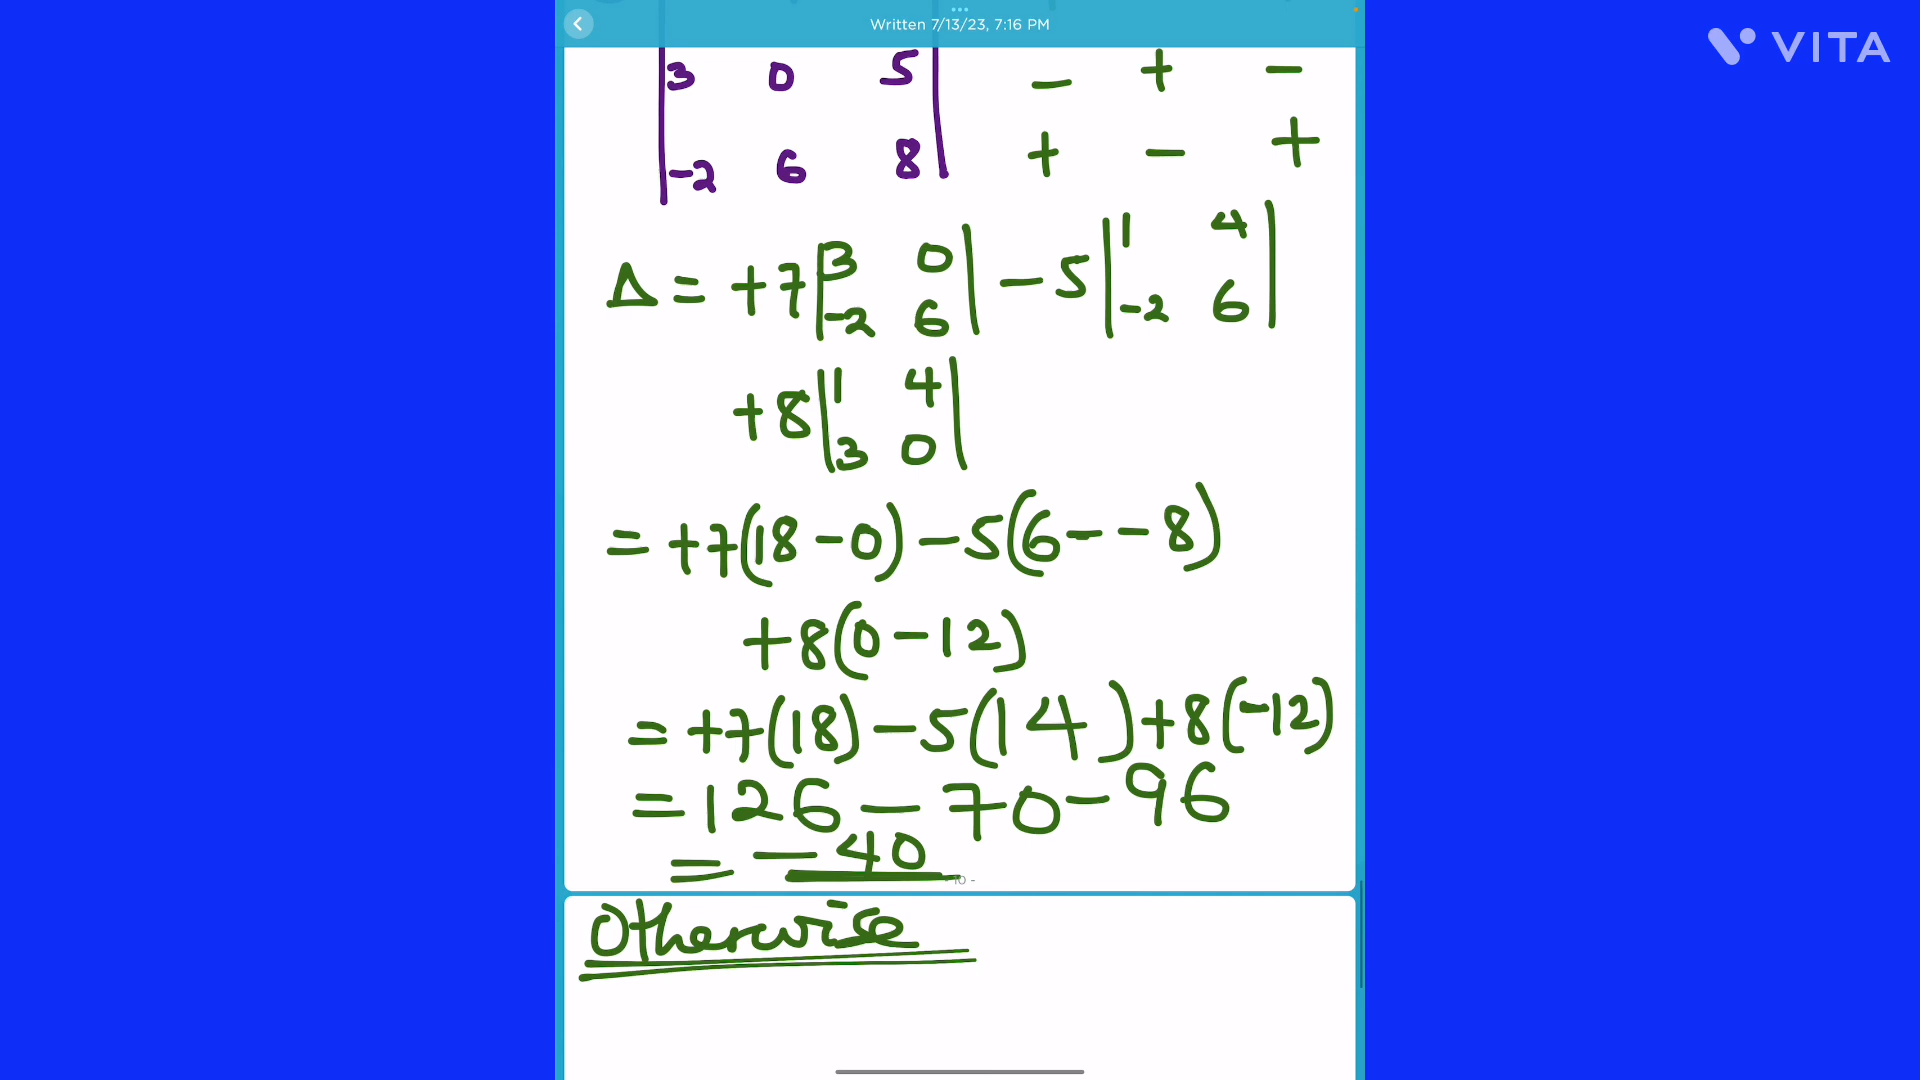 Written 7/13/23, 7:16 PM
VITA
3 0 5 − + −
-2 6 8 + − +
Δ = +7 |3 0| − 5 |1 4|
|-2 6| |-2 6|
+8 |1 4|
|3 0|
= +7(18 − 0) − 5(6 − − 8)
+8(0 − 12)
= +7(18) − 5(14) + 8(-12)
= 126 − 70 − 96
= − 40
- 10 -
Otherwise